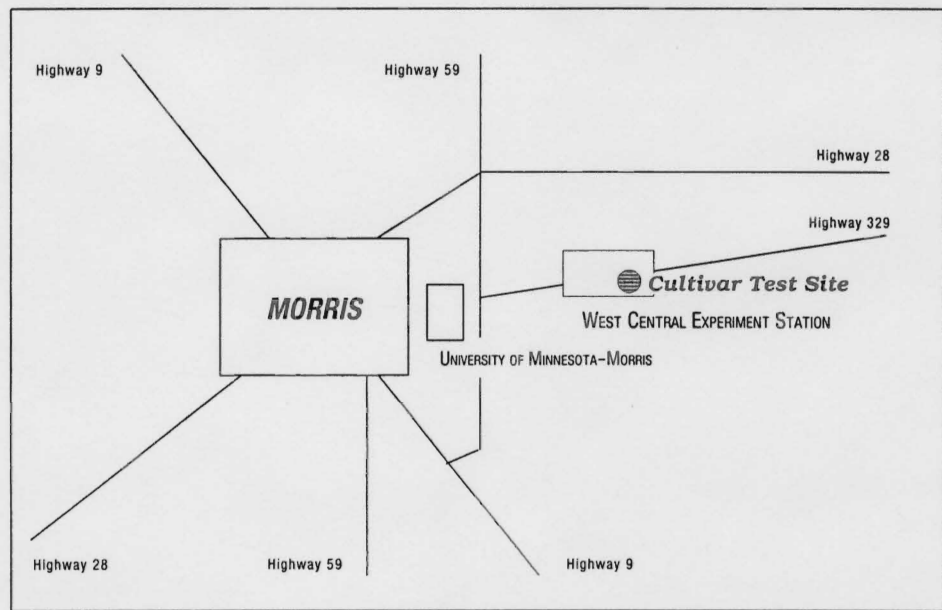 Highway 9
Highway 59
Highway 28
Highway 329
MORRIS
Cultivar Test Site
WEST CENTRAL EXPERIMENT STATION
UNIVERSITY OF MINNESOTA-MORRIS
Highway 28
Highway 59
Highway 9